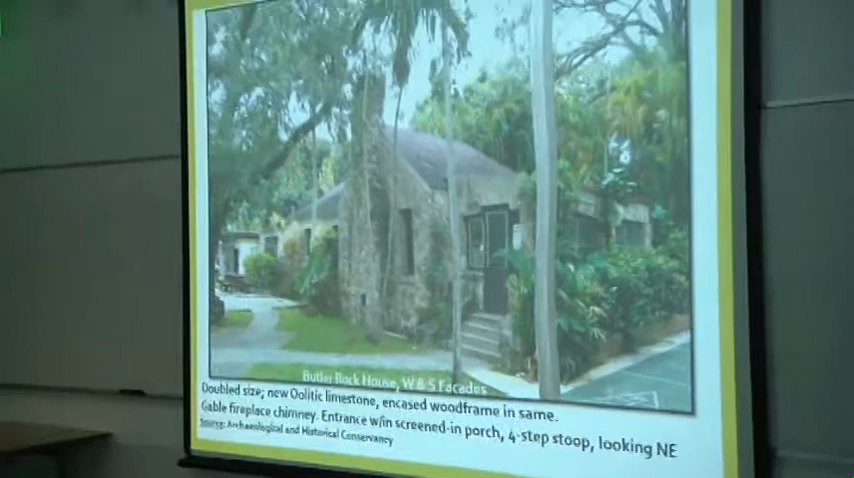 Butler Rock House, W & S Facades
Doubled size; new Oolitic limestone, encased woodframe in same.
Gable fireplace chimney. Entrance w/in screened-in porch, 4-step stoop, looking NE
Source: Archaeological and Historical Conservancy